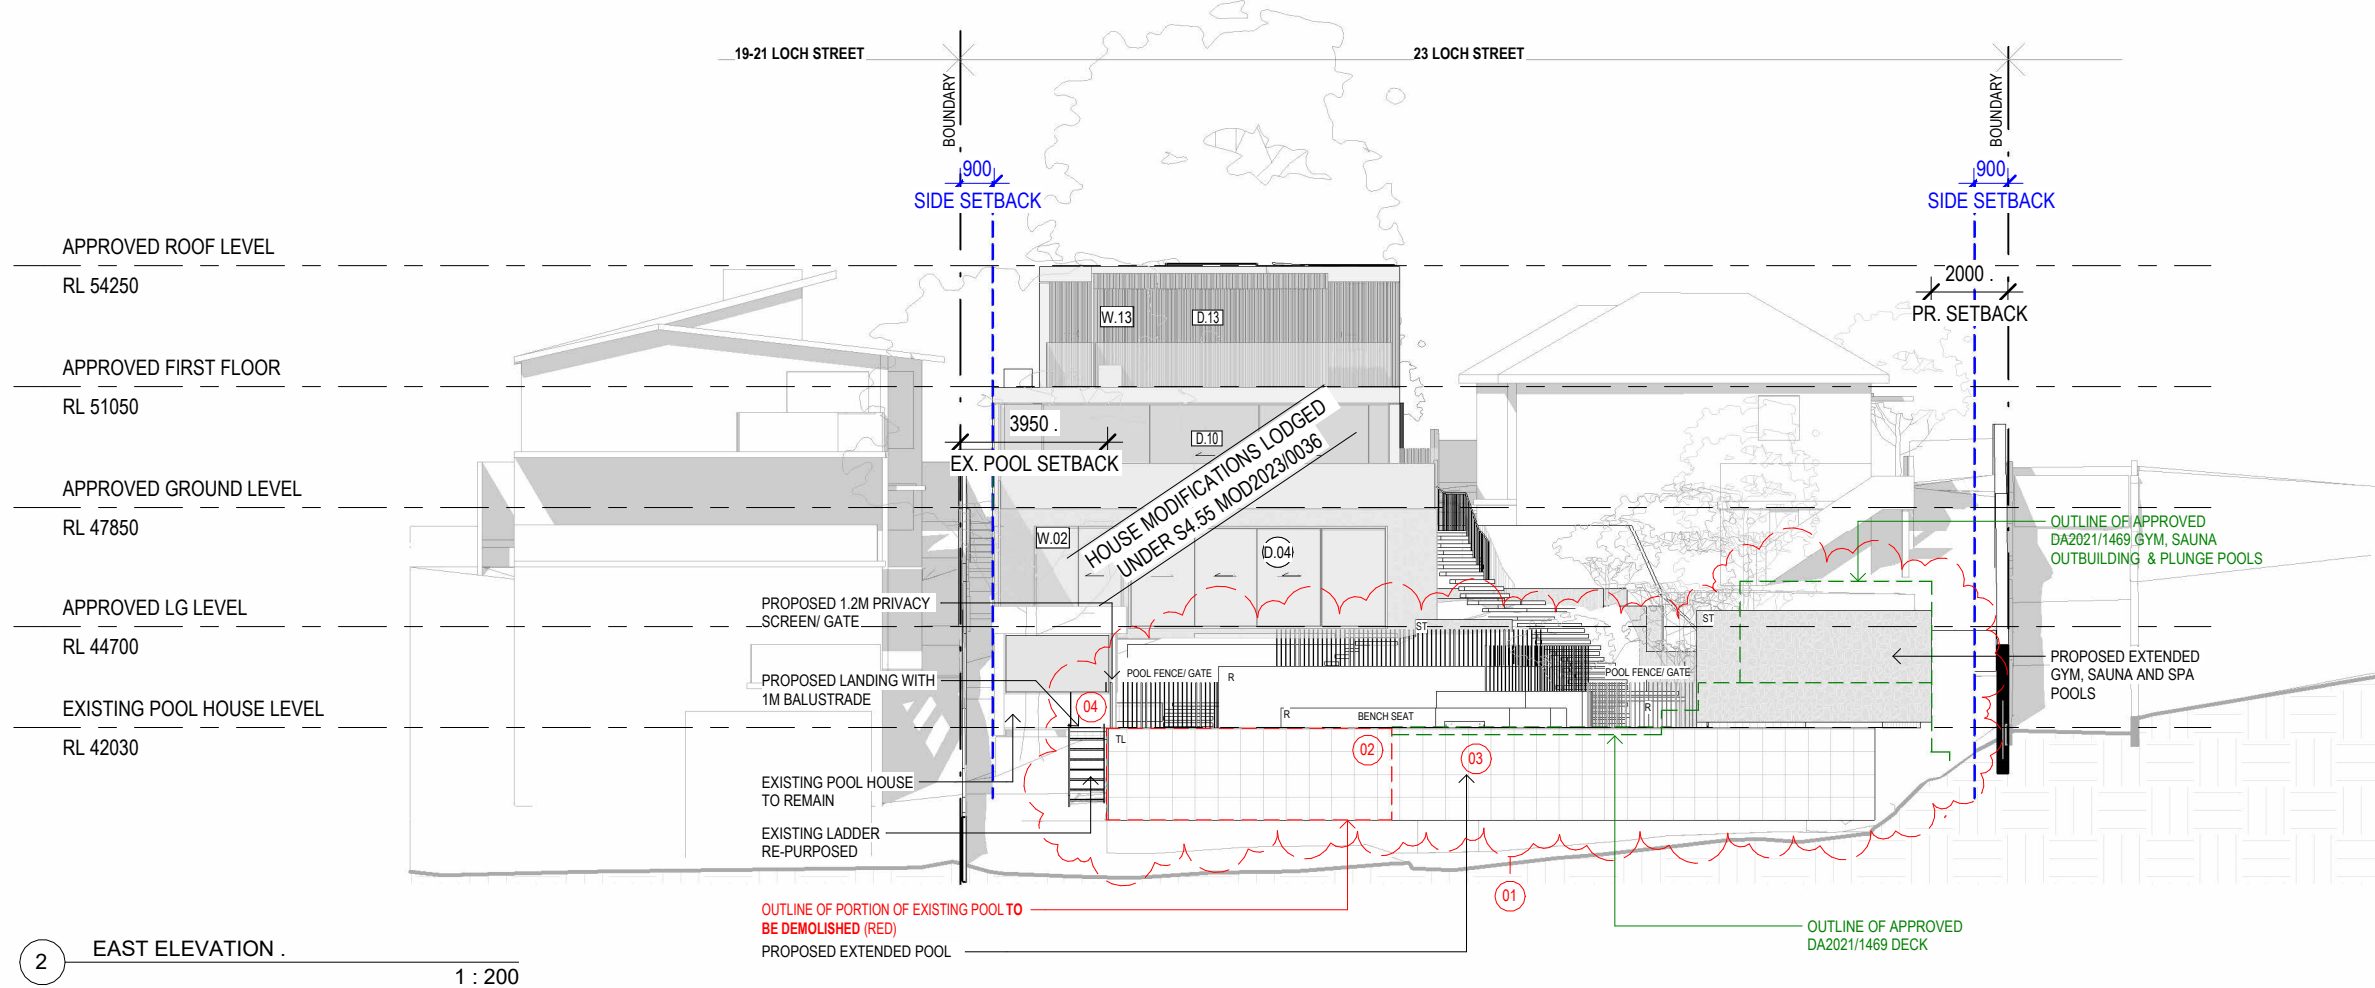 19-21 LOCH STREET
23 LOCH STREET
BOUNDARY
BOUNDARY
900
SIDE SETBACK
900
SIDE SETBACK
APPROVED ROOF LEVEL
RL 54250
2000 .
PR. SETBACK
W.13
D.13
APPROVED FIRST FLOOR
RL 51050
3950 .
EX. POOL SETBACK
D.10
HOUSE MODIFICATIONS LODGED
UNDER S4.55 MOD2023/0036
APPROVED GROUND LEVEL
RL 47850
W.02
D.04
OUTLINE OF APPROVED
DA2021/1469 GYM, SAUNA
OUTBUILDING & PLUNGE POOLS
APPROVED LG LEVEL
RL 44700
PROPOSED 1.2M PRIVACY
SCREEN/ GATE
ST
ST
PROPOSED EXTENDED
GYM, SAUNA AND SPA
POOLS
PROPOSED LANDING WITH
1M BALUSTRADE
POOL FENCE/ GATE
R
POOL FENCE/ GATE
R
04
R
BENCH SEAT
EXISTING POOL HOUSE LEVEL
RL 42030
TL
02
03
EXISTING POOL HOUSE
TO REMAIN
EXISTING LADDER
RE-PURPOSED
01
OUTLINE OF PORTION OF EXISTING POOL TO
BE DEMOLISHED (RED)
PROPOSED EXTENDED POOL
OUTLINE OF APPROVED
DA2021/1469 DECK
2
EAST ELEVATION .
1 : 200